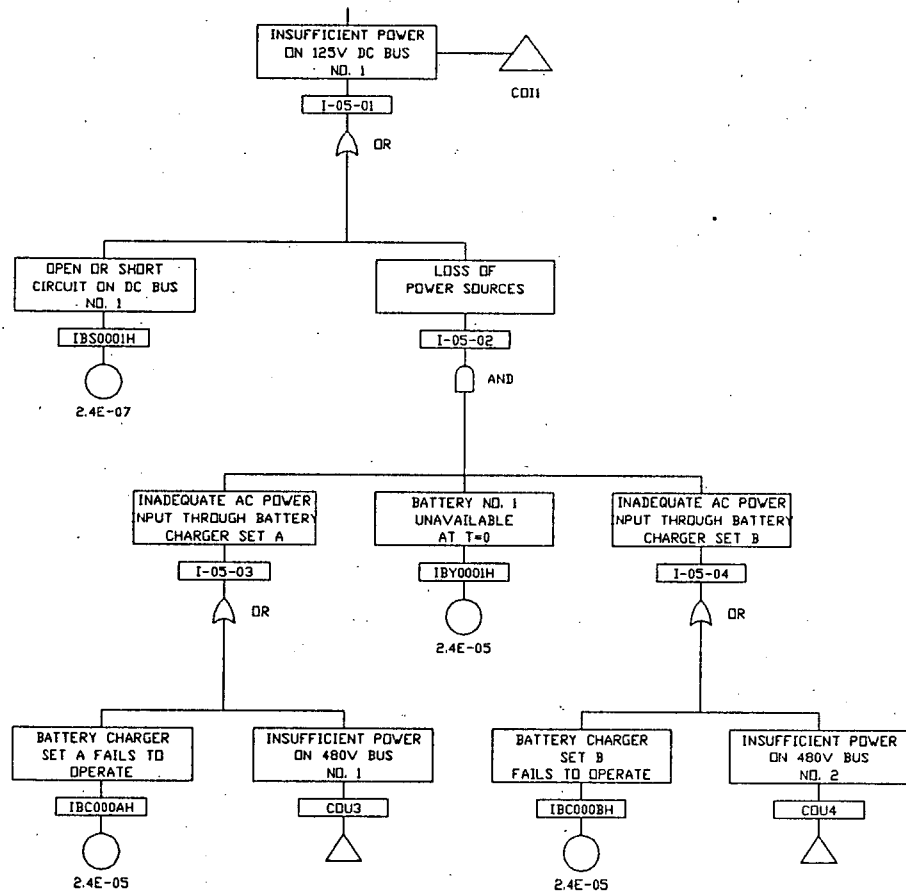 INSUFFICIENT POWER
ON 125V DC BUS
NO. 1
CDI1
I-05-01
OR
OPEN OR SHORT
CIRCUIT ON DC BUS
NO. 1
IBS0001H
2.4E-07
LOSS OF
POWER SOURCES
I-05-02
AND
INADEQUATE AC POWER
NPUT THROUGH BATTERY
CHARGER SET A
I-05-03
OR
BATTERY NO. 1
UNAVAILABLE
AT T=0
IBY0001H
2.4E-05
INADEQUATE AC POWER
NPUT THROUGH BATTERY
CHARGER SET B
I-05-04
OR
BATTERY CHARGER
SET A FAILS TO
OPERATE
IBC000AH
2.4E-05
INSUFFICIENT POWER
ON 480V BUS
NO. 1
COU3
BATTERY CHARGER
SET B
FAILS TO OPERATE
IBC000BH
2.4E-05
INSUFFICIENT POWER
ON 480V BUS
NO. 2
COU4